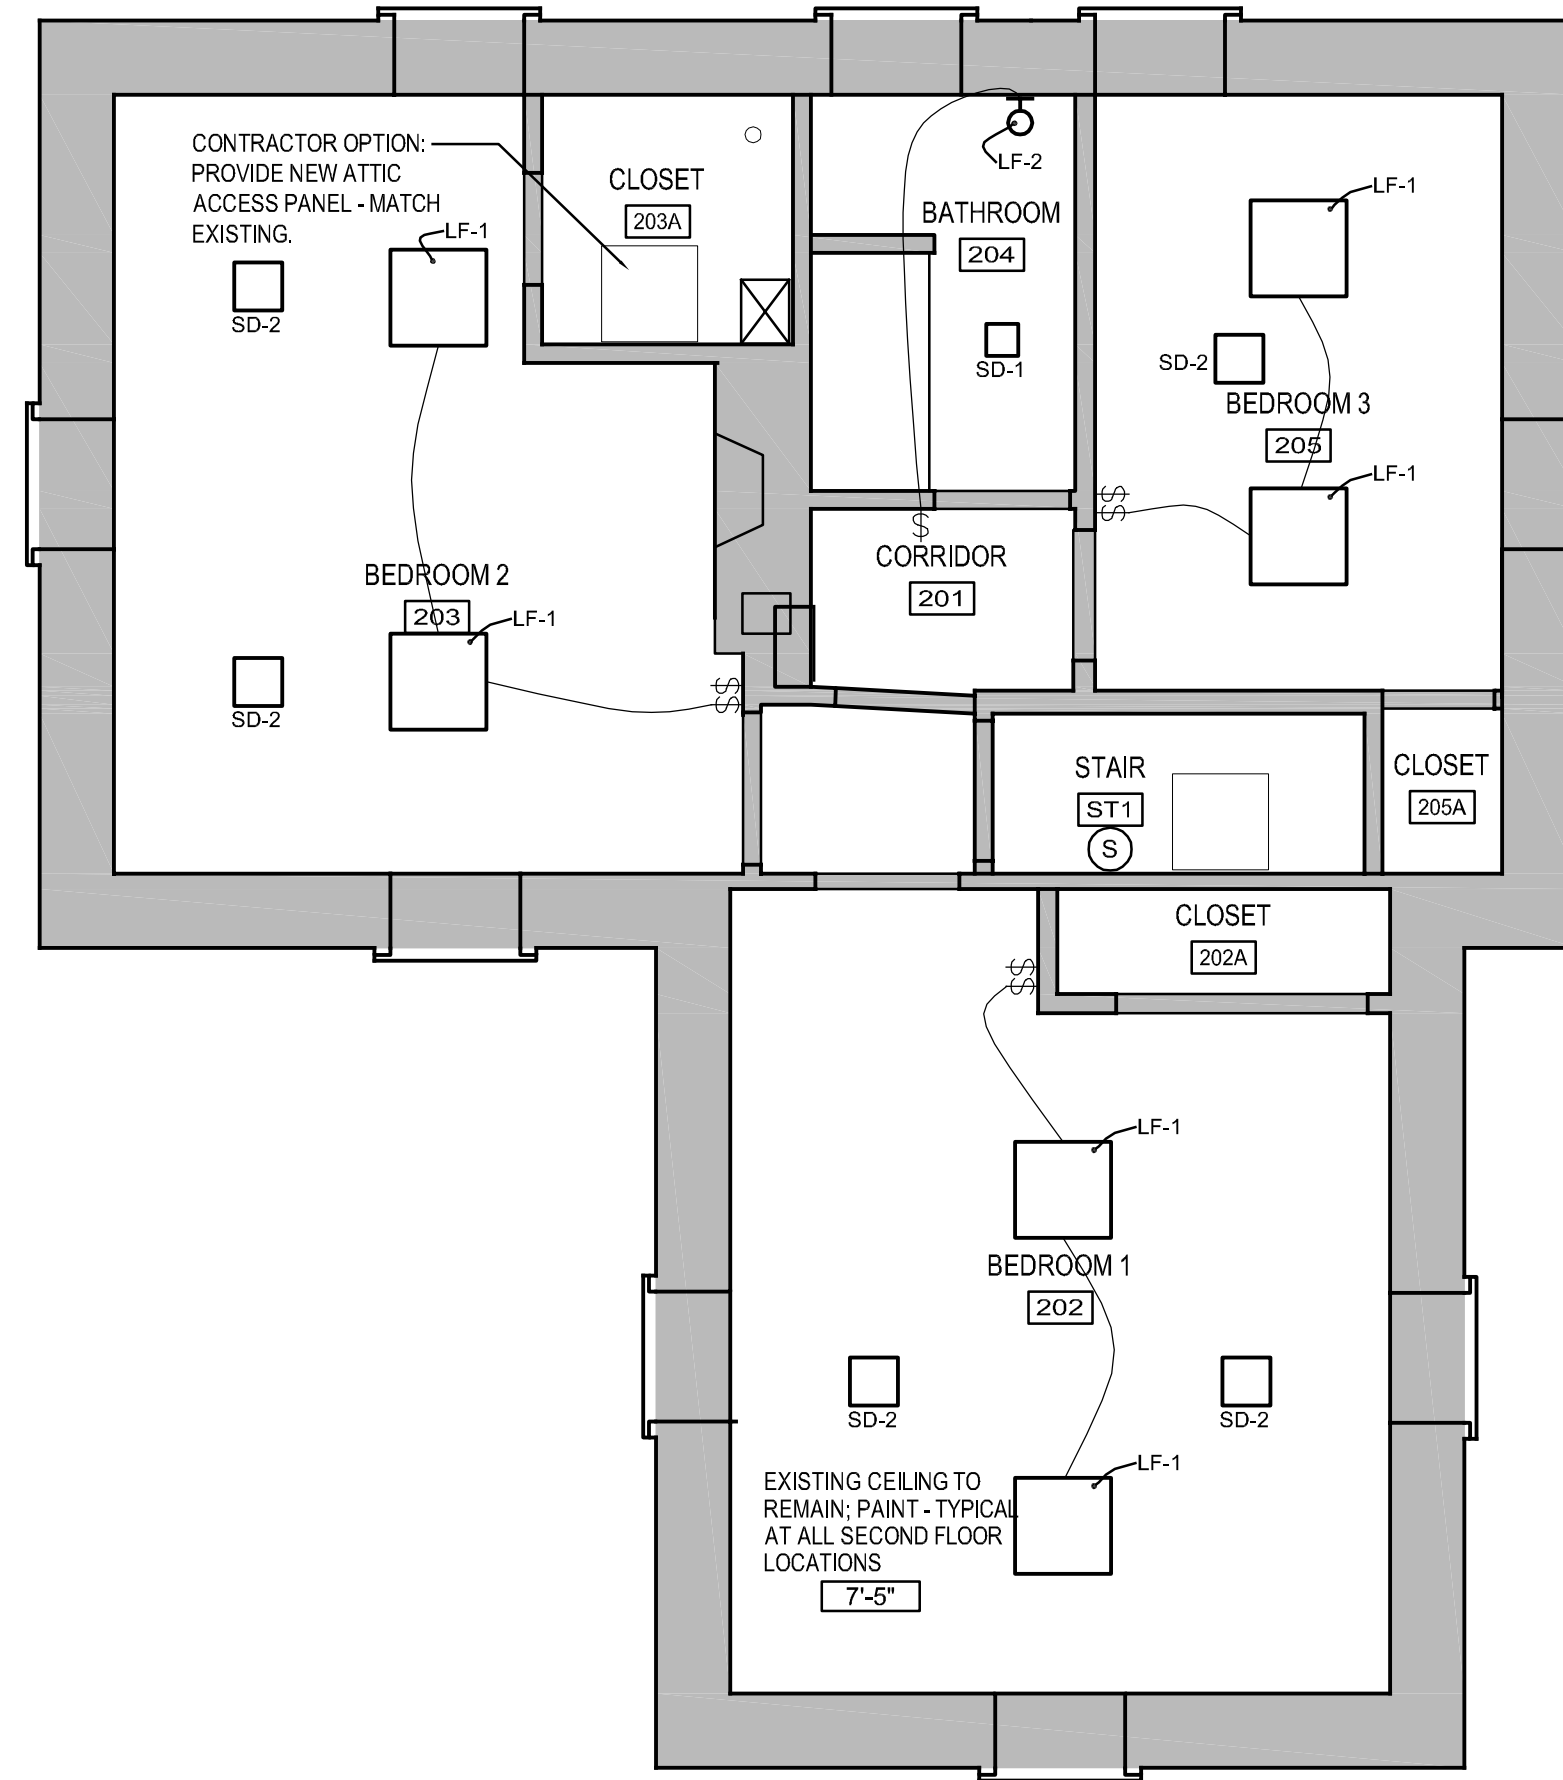 CONTRACTOR OPTION:
PROVIDE NEW ATTIC
ACCESS PANEL - MATCH
EXISTING.
LF-1
SD-2
CLOSET
203A
LF-2
BATHROOM
204
SD-1
LF-1
SD-2
BEDROOM 3
205
LF-1
$$
$
CORRIDOR
201
BEDROOM 2
203
LF-1
SD-2
$$
STAIR
ST1
S
CLOSET
205A
CLOSET
202A
$$
LF-1
BEDROOM 1
202
SD-2
SD-2
LF-1
EXISTING CEILING TO
REMAIN; PAINT - TYPICAL
AT ALL SECOND FLOOR
LOCATIONS
7'-5"